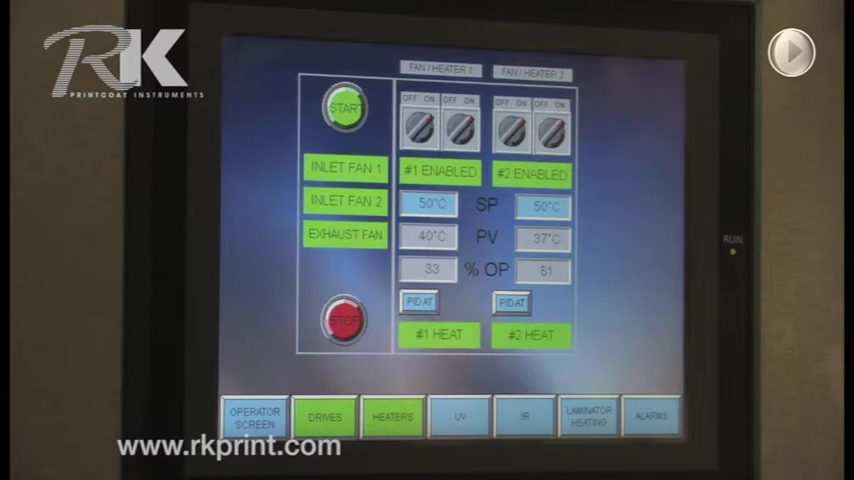 RK
PRINTCOAT INSTRUMENTS
FAN / HEATER 1
FAN / HEATER 2
START
OFF ON OFF ON
OFF ON OFF ON
INLET FAN 1
#1 ENABLED
#2 ENABLED
INLET FAN 2
50°C SP 50°C
EXHAUST FAN
40°C PV 37°C
33 % OP 61
PID AT
PID AT
STOP
#1 HEAT
#2 HEAT
RUN
OPERATOR
SCREEN
DRIVES
HEATERS
UV
IR
LAMINATOR
HEATING
ALARMS
www.rkprint.com